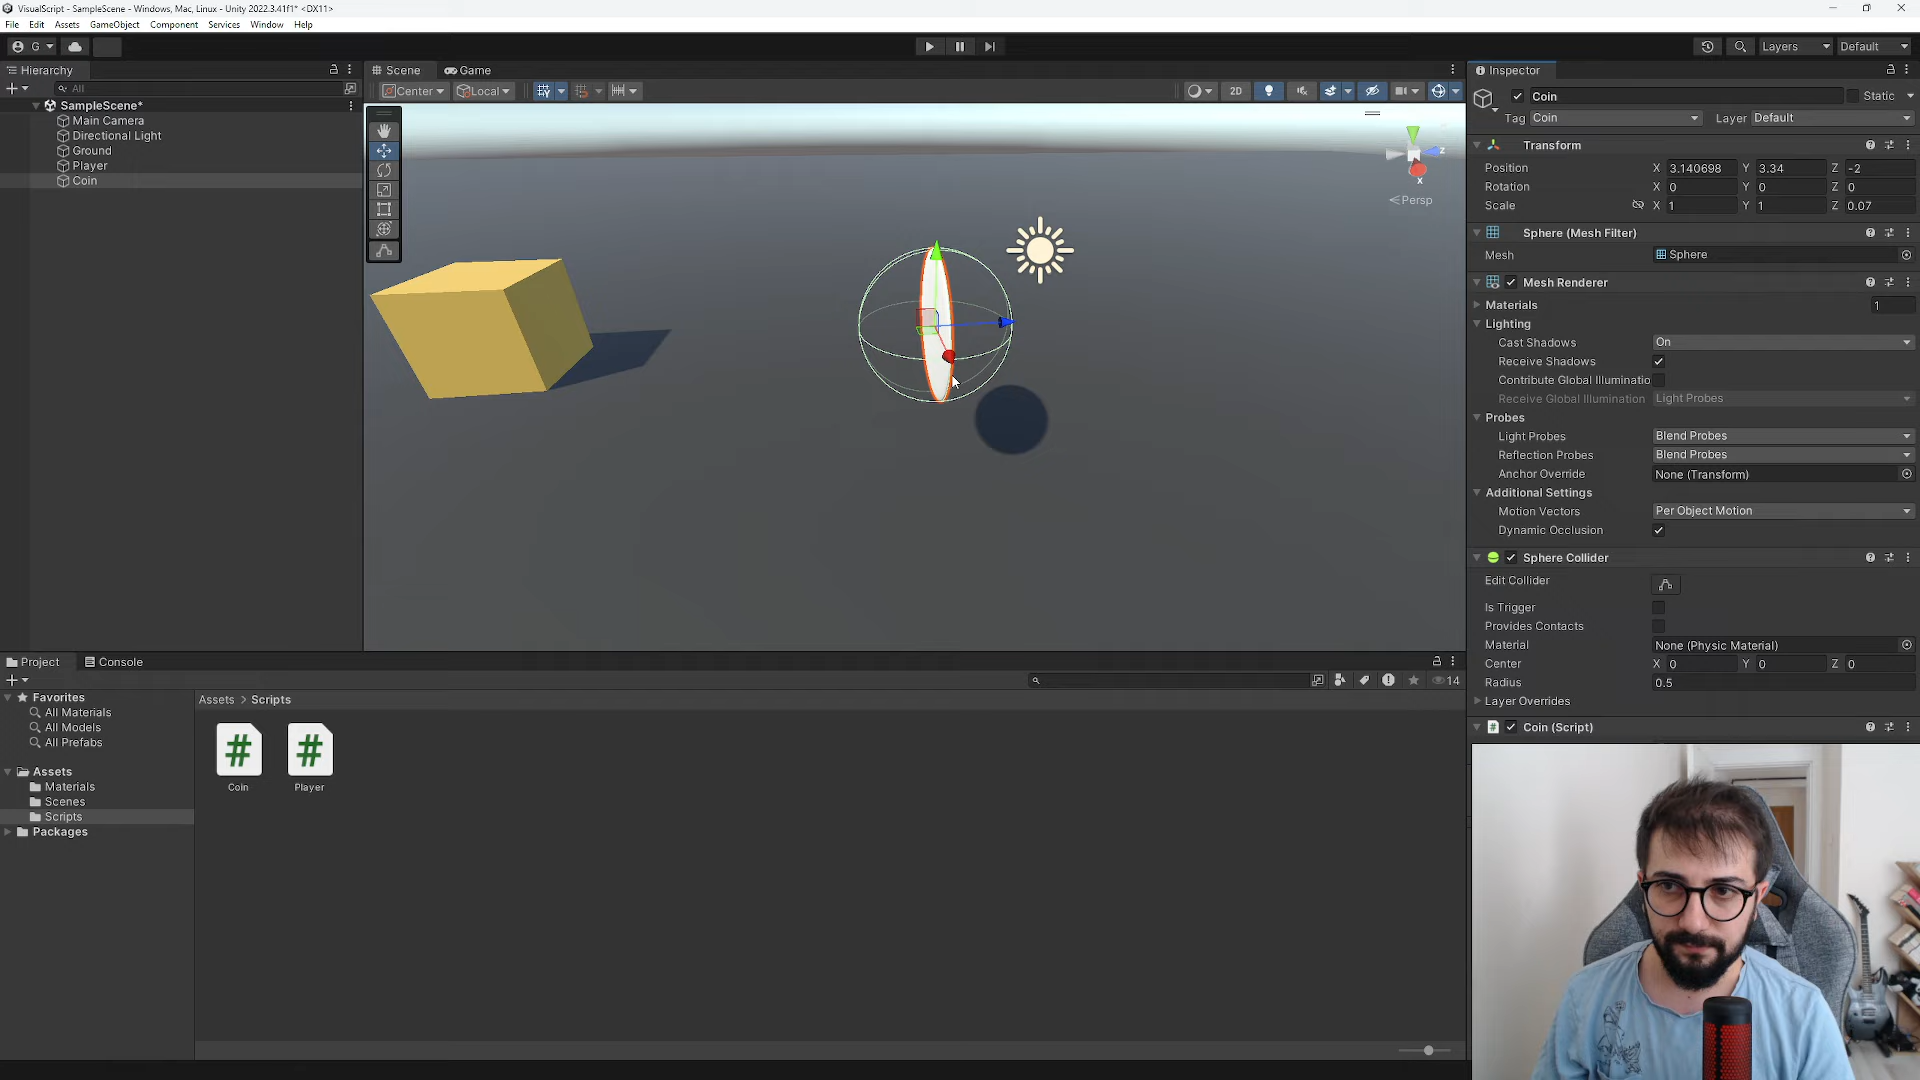 VisualScript - SampleScene - Windows, Mac, Linux - Unity 2022.3.41f1* <DX11>
File Edit Assets GameObject Component Services Window Help
G
Layers Default
Hierarchy
All
SampleScene*
Main Camera
Directional Light
Ground
Player
Coin
Scene Game
Center Local 2D
y
z
x
Persp
Inspector
Coin Static
Tag Coin Layer Default
Transform
Position X 3.140698 Y 3.34 Z -2
Rotation X 0 Y 0 Z 0
Scale X 1 Y 1 Z 0.07
Sphere (Mesh Filter)
Mesh Sphere
Mesh Renderer
Materials 1
Lighting
Cast Shadows On
Receive Shadows
Contribute Global Illuminatio
Receive Global Illumination Light Probes
Probes
Light Probes Blend Probes
Reflection Probes Blend Probes
Anchor Override None (Transform)
Additional Settings
Motion Vectors Per Object Motion
Dynamic Occlusion
Sphere Collider
Edit Collider
Is Trigger
Provides Contacts
Material None (Physic Material)
Center X 0 Y 0 Z 0
Radius 0.5
Layer Overrides
# Coin (Script)
Project Console
14
Favorites
All Materials
All Models
All Prefabs
Assets
Materials
Scenes
Scripts
Packages
Assets > Scripts
# #
Coin Player